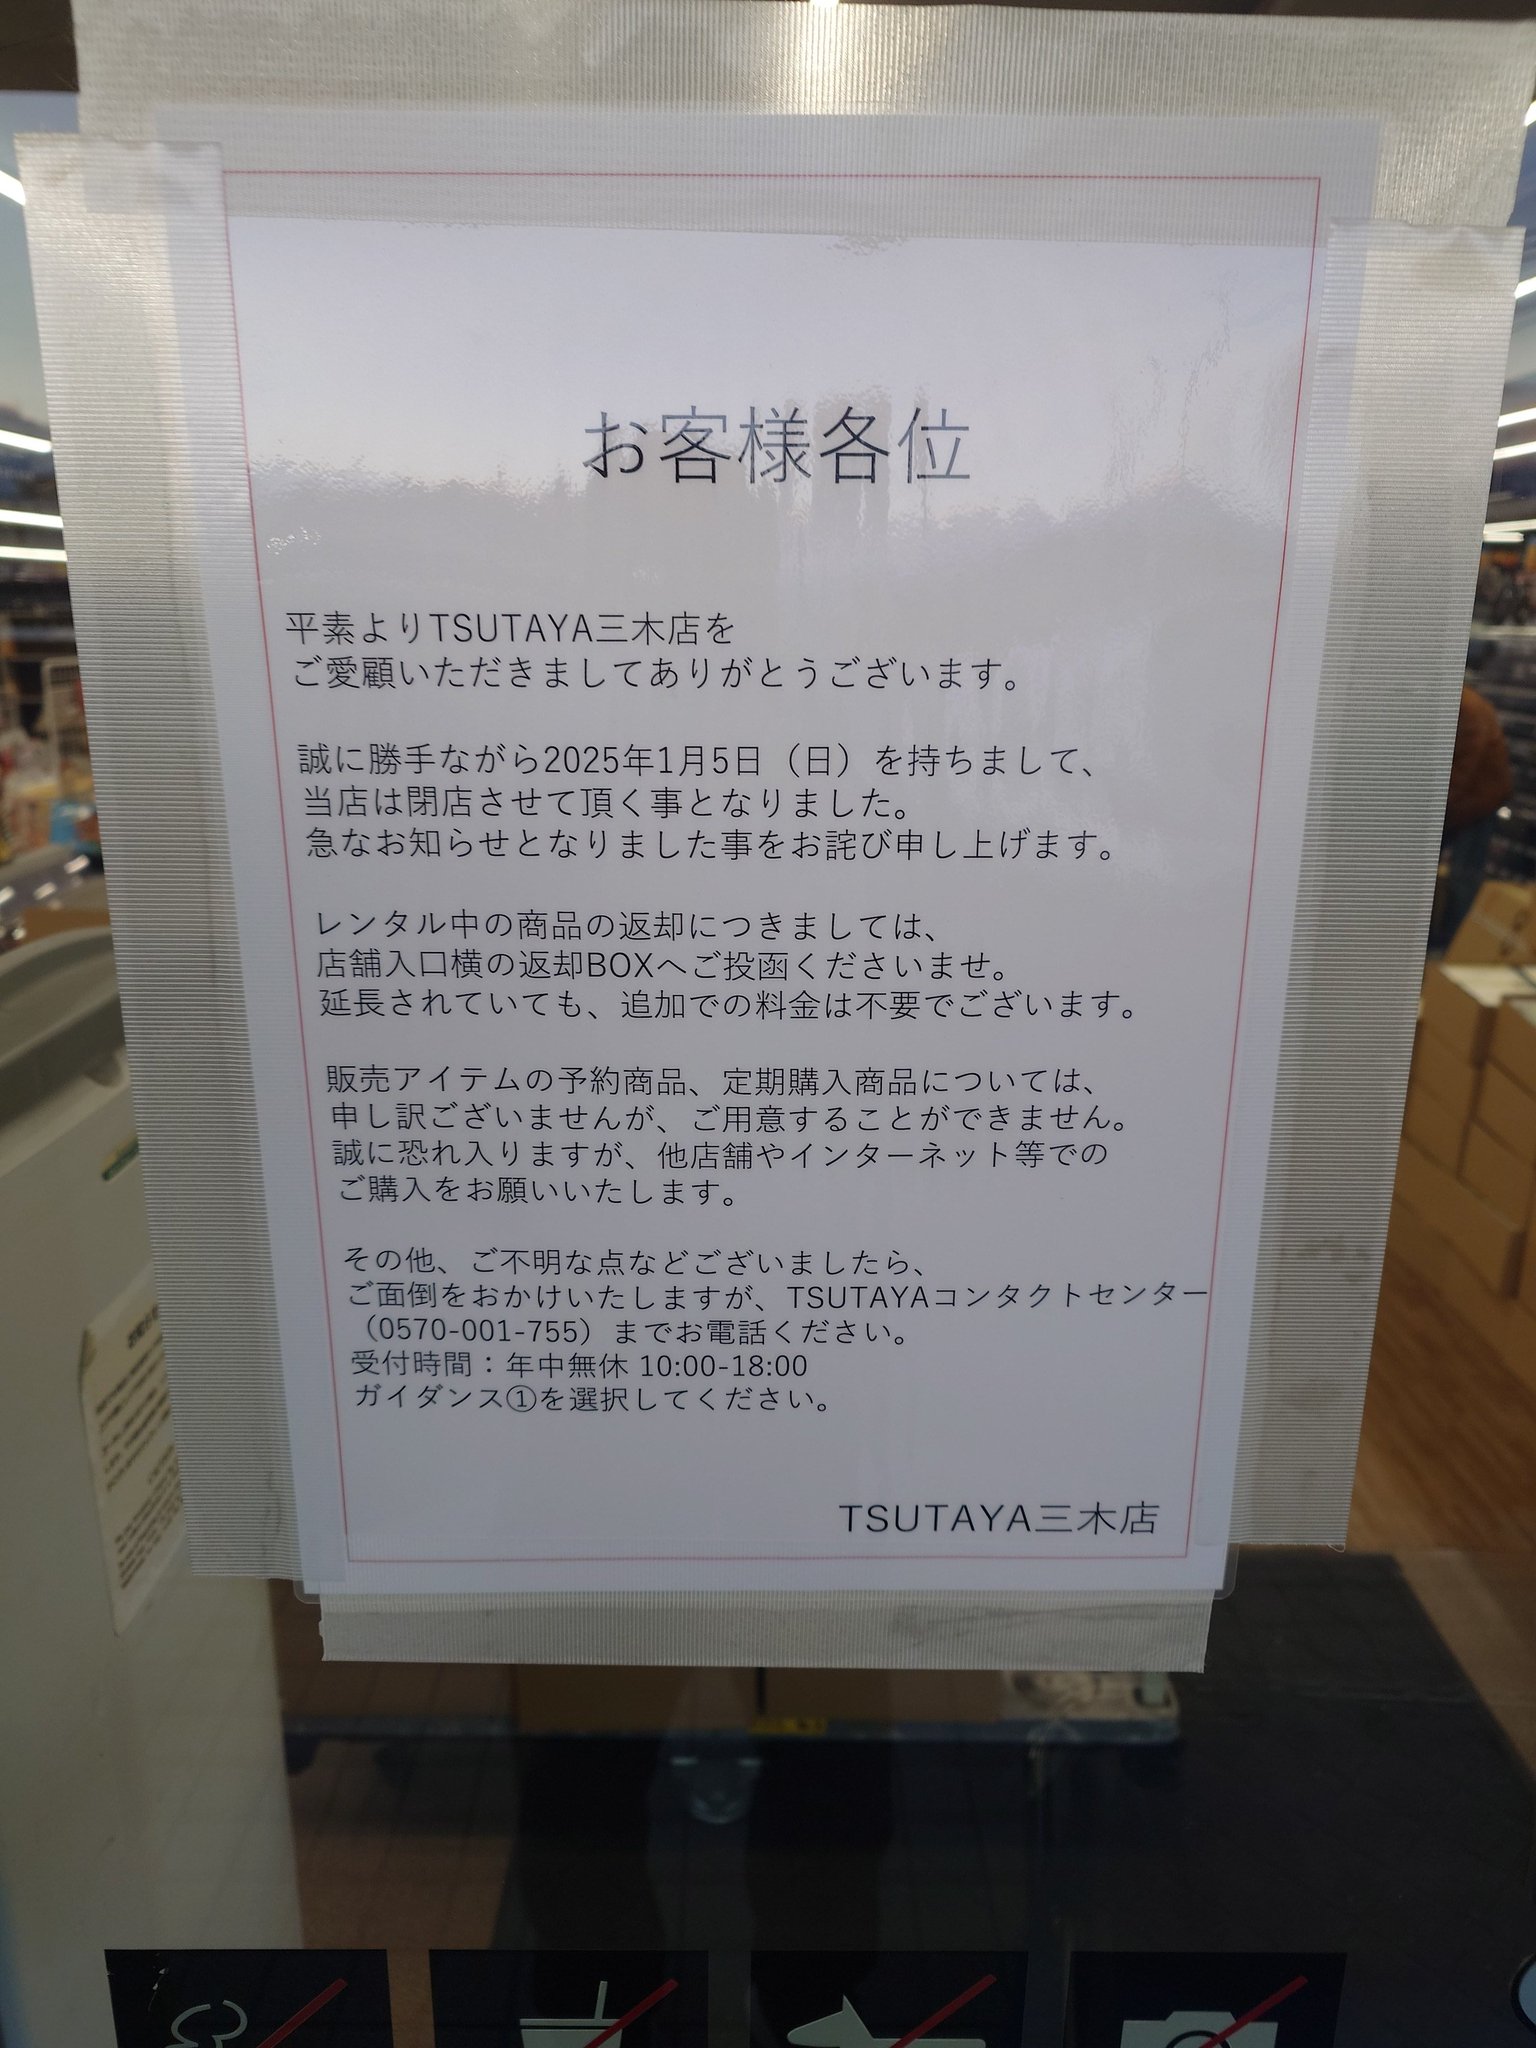 お客様各位
平素よりTSUTAYA三木店を
ご愛顧いただきましてありがとうございます。
誠に勝手ながら2025年1月5日（日）を持ちまして、
当店は閉店させて頂く事となりました。
急なお知らせとなりました事をお詫び申し上げます。
レンタル中の商品の返却につきましては、
店舗入口横の返却BOXへご投函くださいませ。
延長されていても、追加での料金は不要でございます。
販売アイテムの予約商品、定期購入商品については、
申し訳ございませんが、ご用意することができません。
誠に恐れ入りますが、他店舗やインターネット等での
ご購入をお願いいたします。
その他、ご不明な点などございましたら、
ご面倒をおかけいたしますが、TSUTAYAコンタクトセンター
（0570-001-755）までお電話ください。
受付時間：年中無休 10:00-18:00
ガイダンス①を選択してください。
TSUTAYA三木店